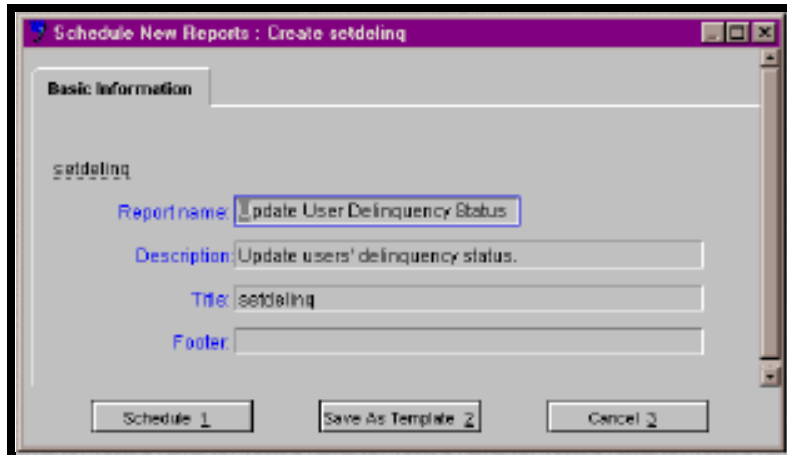 Schedule New Reports : Create setdelinq
Basic Information
setdelinq
Report name: Update User Delinquency Status
Description: Update users' delinquency status.
Title: setdelinq
Footer:
Schedule 1 Save As Template 2 Cancel 3